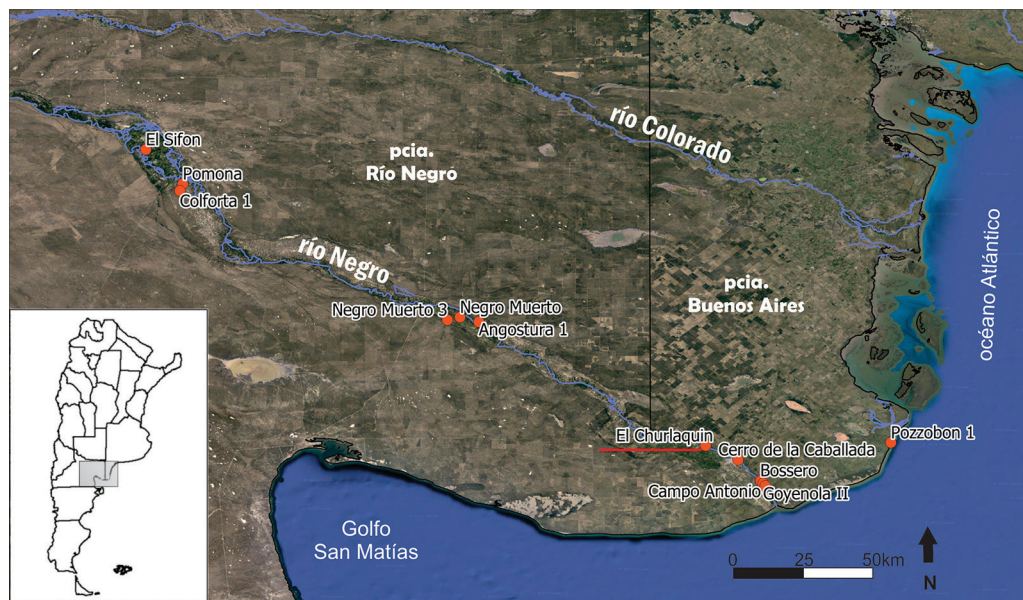 río Colorado
El Sifon
pcia.
Río Negro
Pomona
Colforta 1
río Negro
océano Atlántico
pcia.
Buenos Aires
Negro Muerto 3
Negro Muerto
Angostura 1
El Churlaquin
Pozzobon 1
Cerro de la Caballada
Bossero
Campo Antonio
Goyenola II
Golfo
San Matías
0 25 50km
N